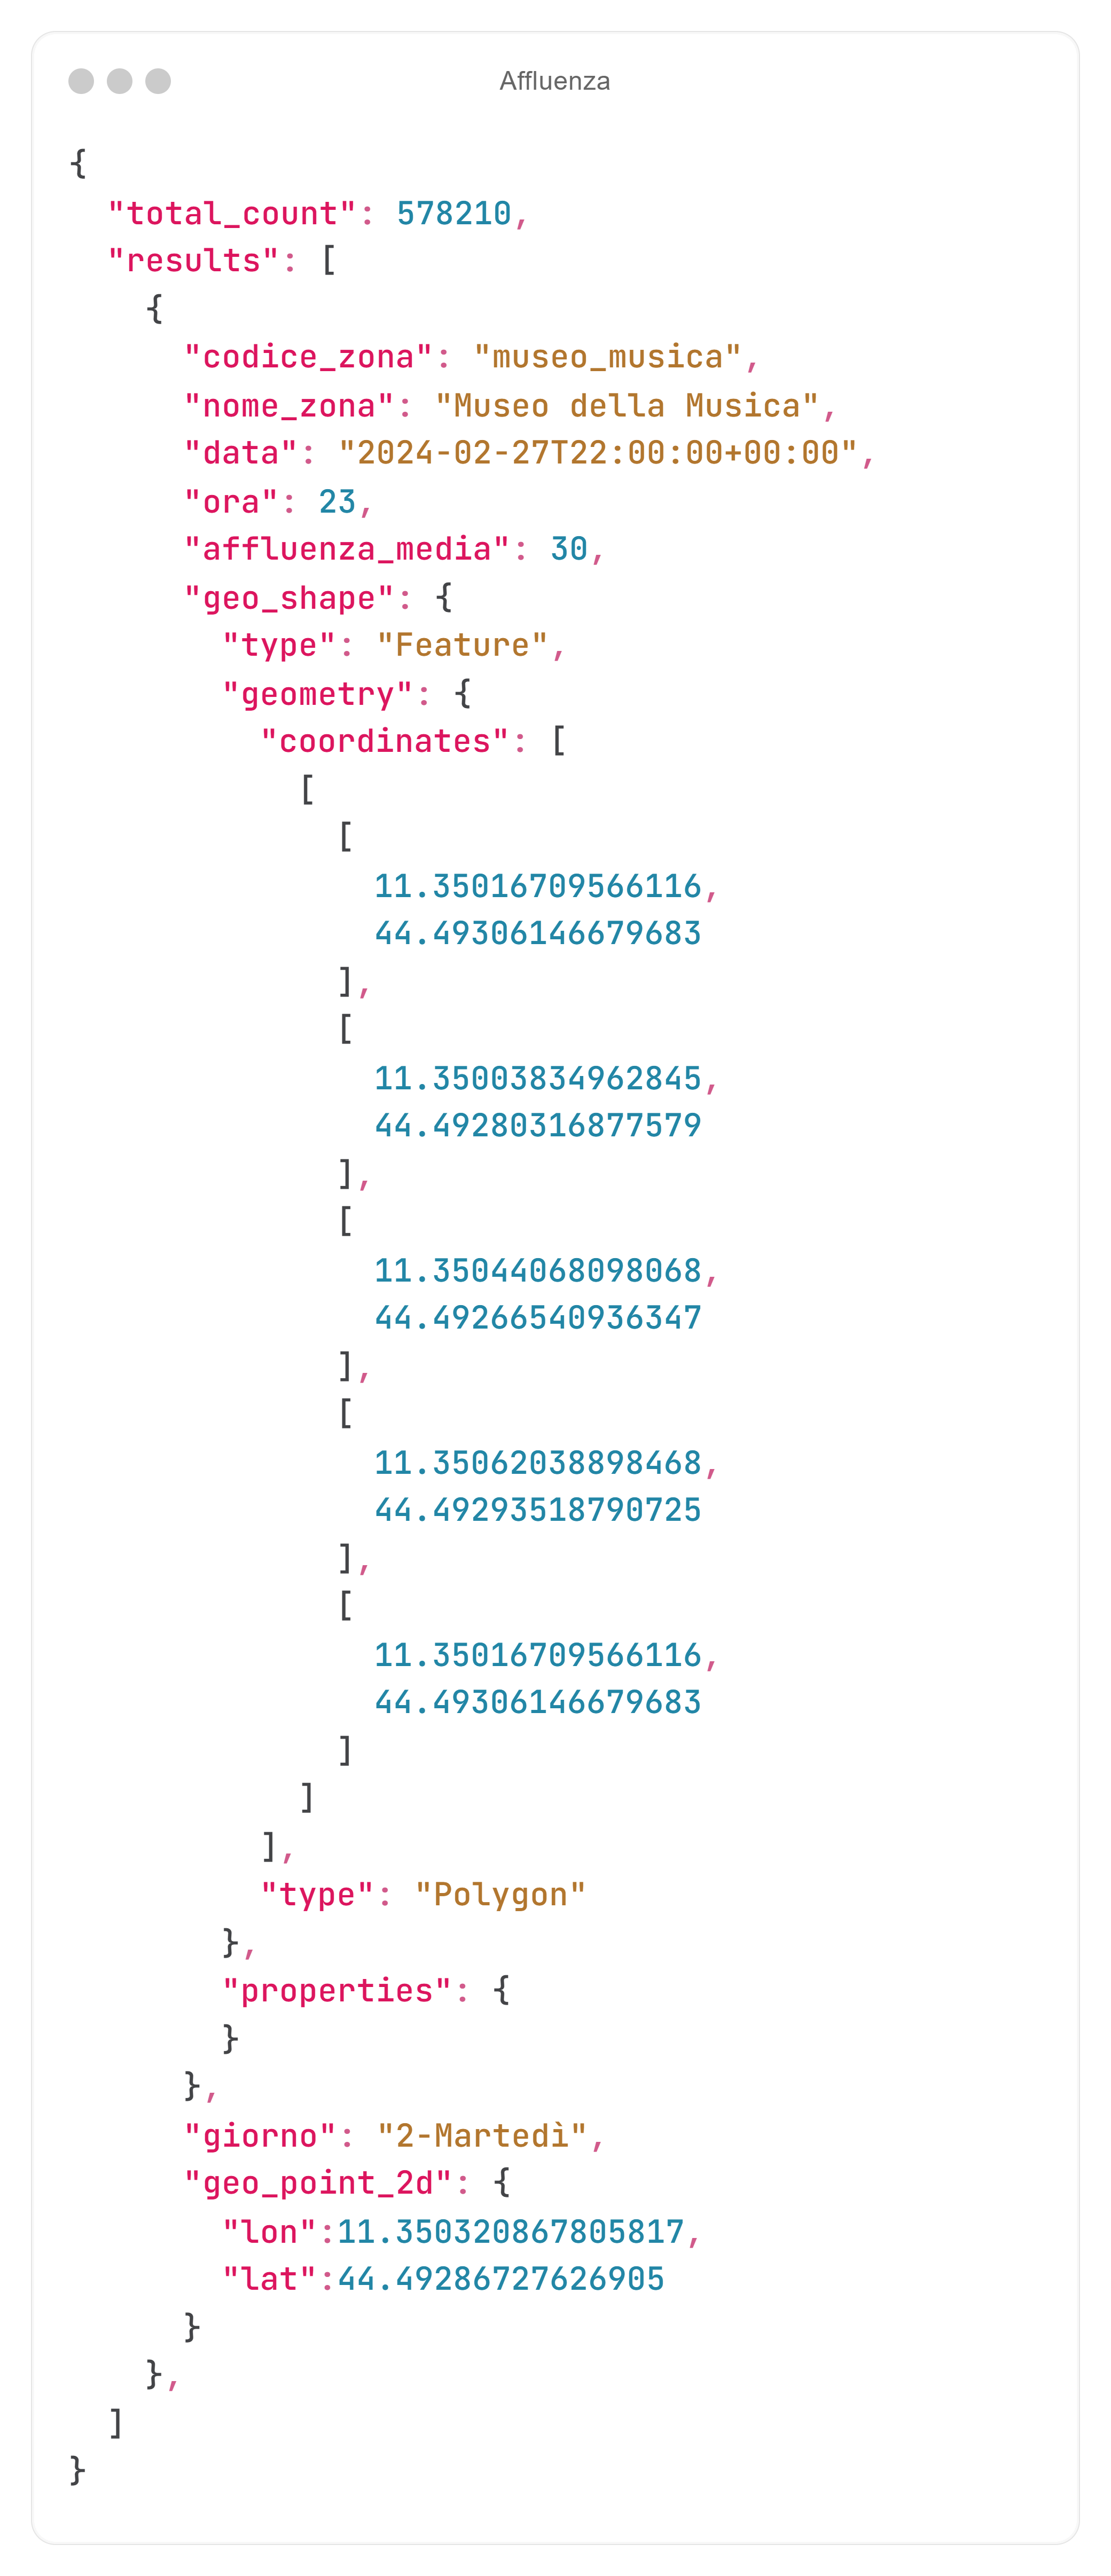 Affluenza
{
  "total_count": 578210,
  "results": [
    {
      "codice_zona": "museo_musica",
      "nome_zona": "Museo della Musica",
      "data": "2024-02-27T22:00:00+00:00",
      "ora": 23,
      "affluenza_media": 30,
      "geo_shape": {
        "type": "Feature",
        "geometry": {
          "coordinates": [
            [
              [
                11.35016709566116,
                44.49306146679683
              ],
              [
                11.35003834962845,
                44.49280316877579
              ],
              [
                11.35044068098068,
                44.49266540936347
              ],
              [
                11.35062038898468,
                44.49293518790725
              ],
              [
                11.35016709566116,
                44.49306146679683
              ]
            ]
          ],
          "type": "Polygon"
        },
        "properties": {
        }
      },
      "giorno": "2-Martedì",
      "geo_point_2d": {
        "lon":11.350320867805817,
        "lat":44.49286727626905
      }
    },
  ]
}